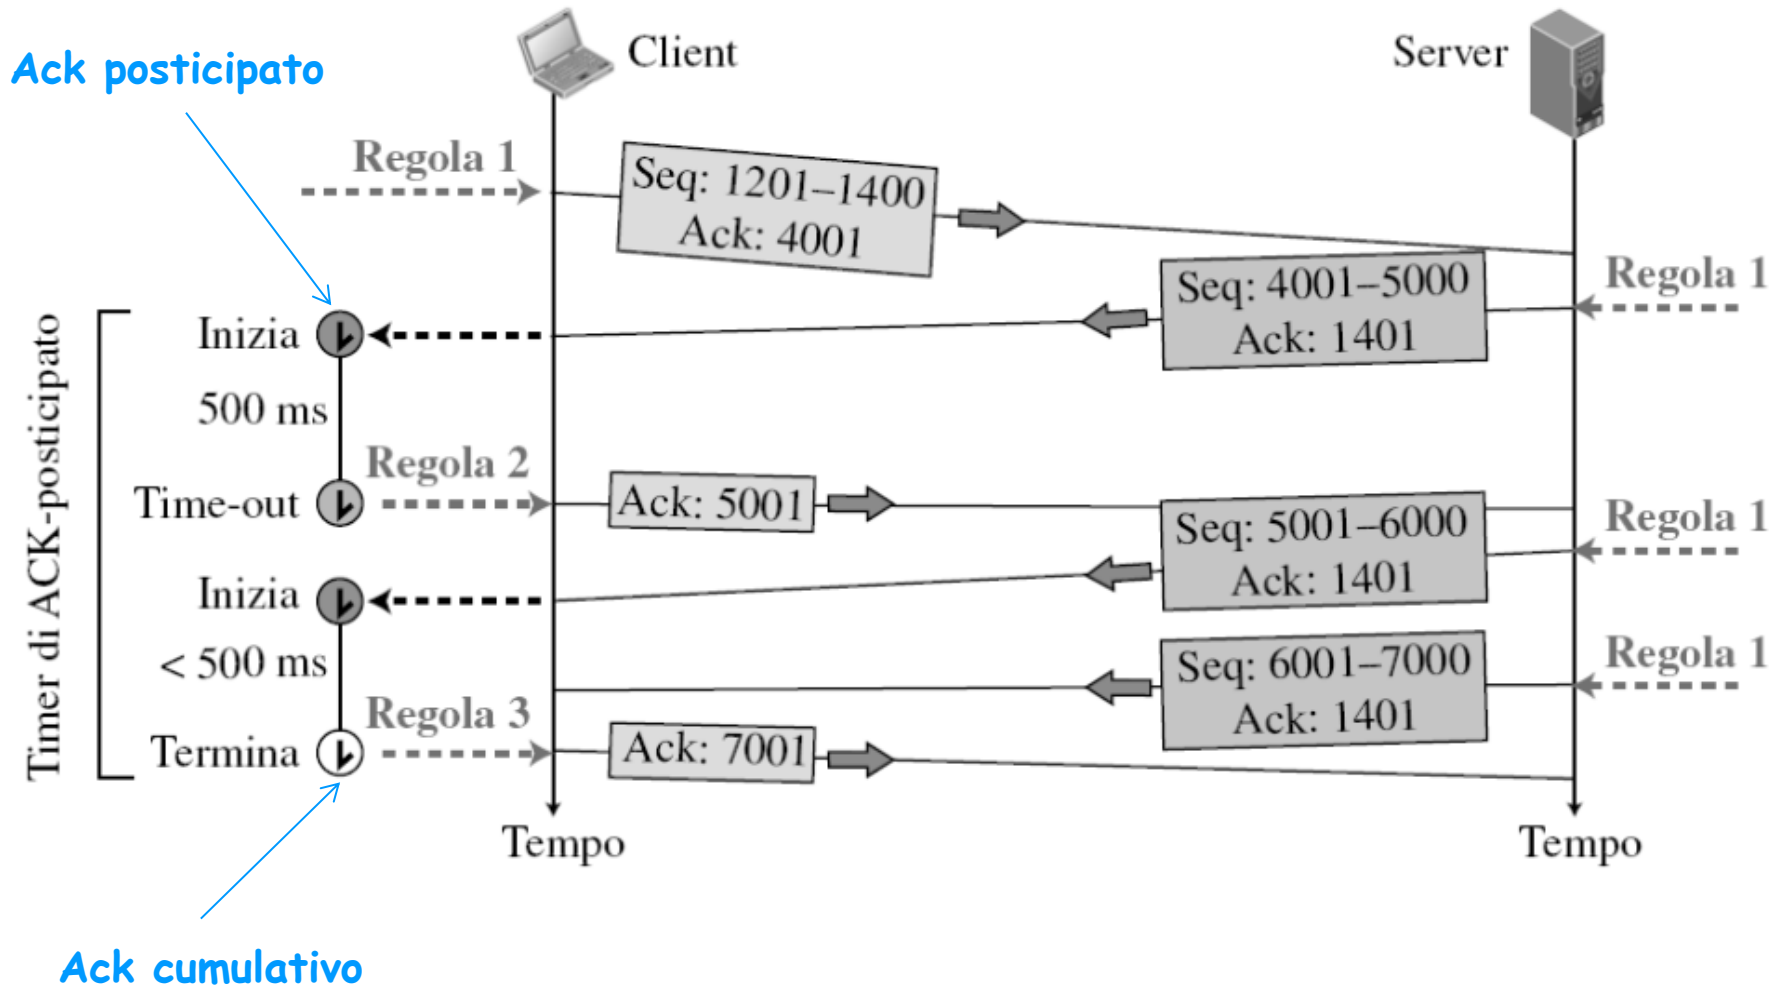 Client
Server
Ack posticipato
Regola 1
Seq: 1201–1400
Ack: 4001
Regola 1
Seq: 4001–5000
Ack: 1401
Timer di ACK-posticipato
Inizia
500 ms
Regola 2
Time-out
Ack: 5001
Regola 1
Seq: 5001–6000
Ack: 1401
Inizia
< 500 ms
Regola 1
Seq: 6001–7000
Ack: 1401
Regola 3
Termina
Ack: 7001
Tempo
Tempo
Ack cumulativo